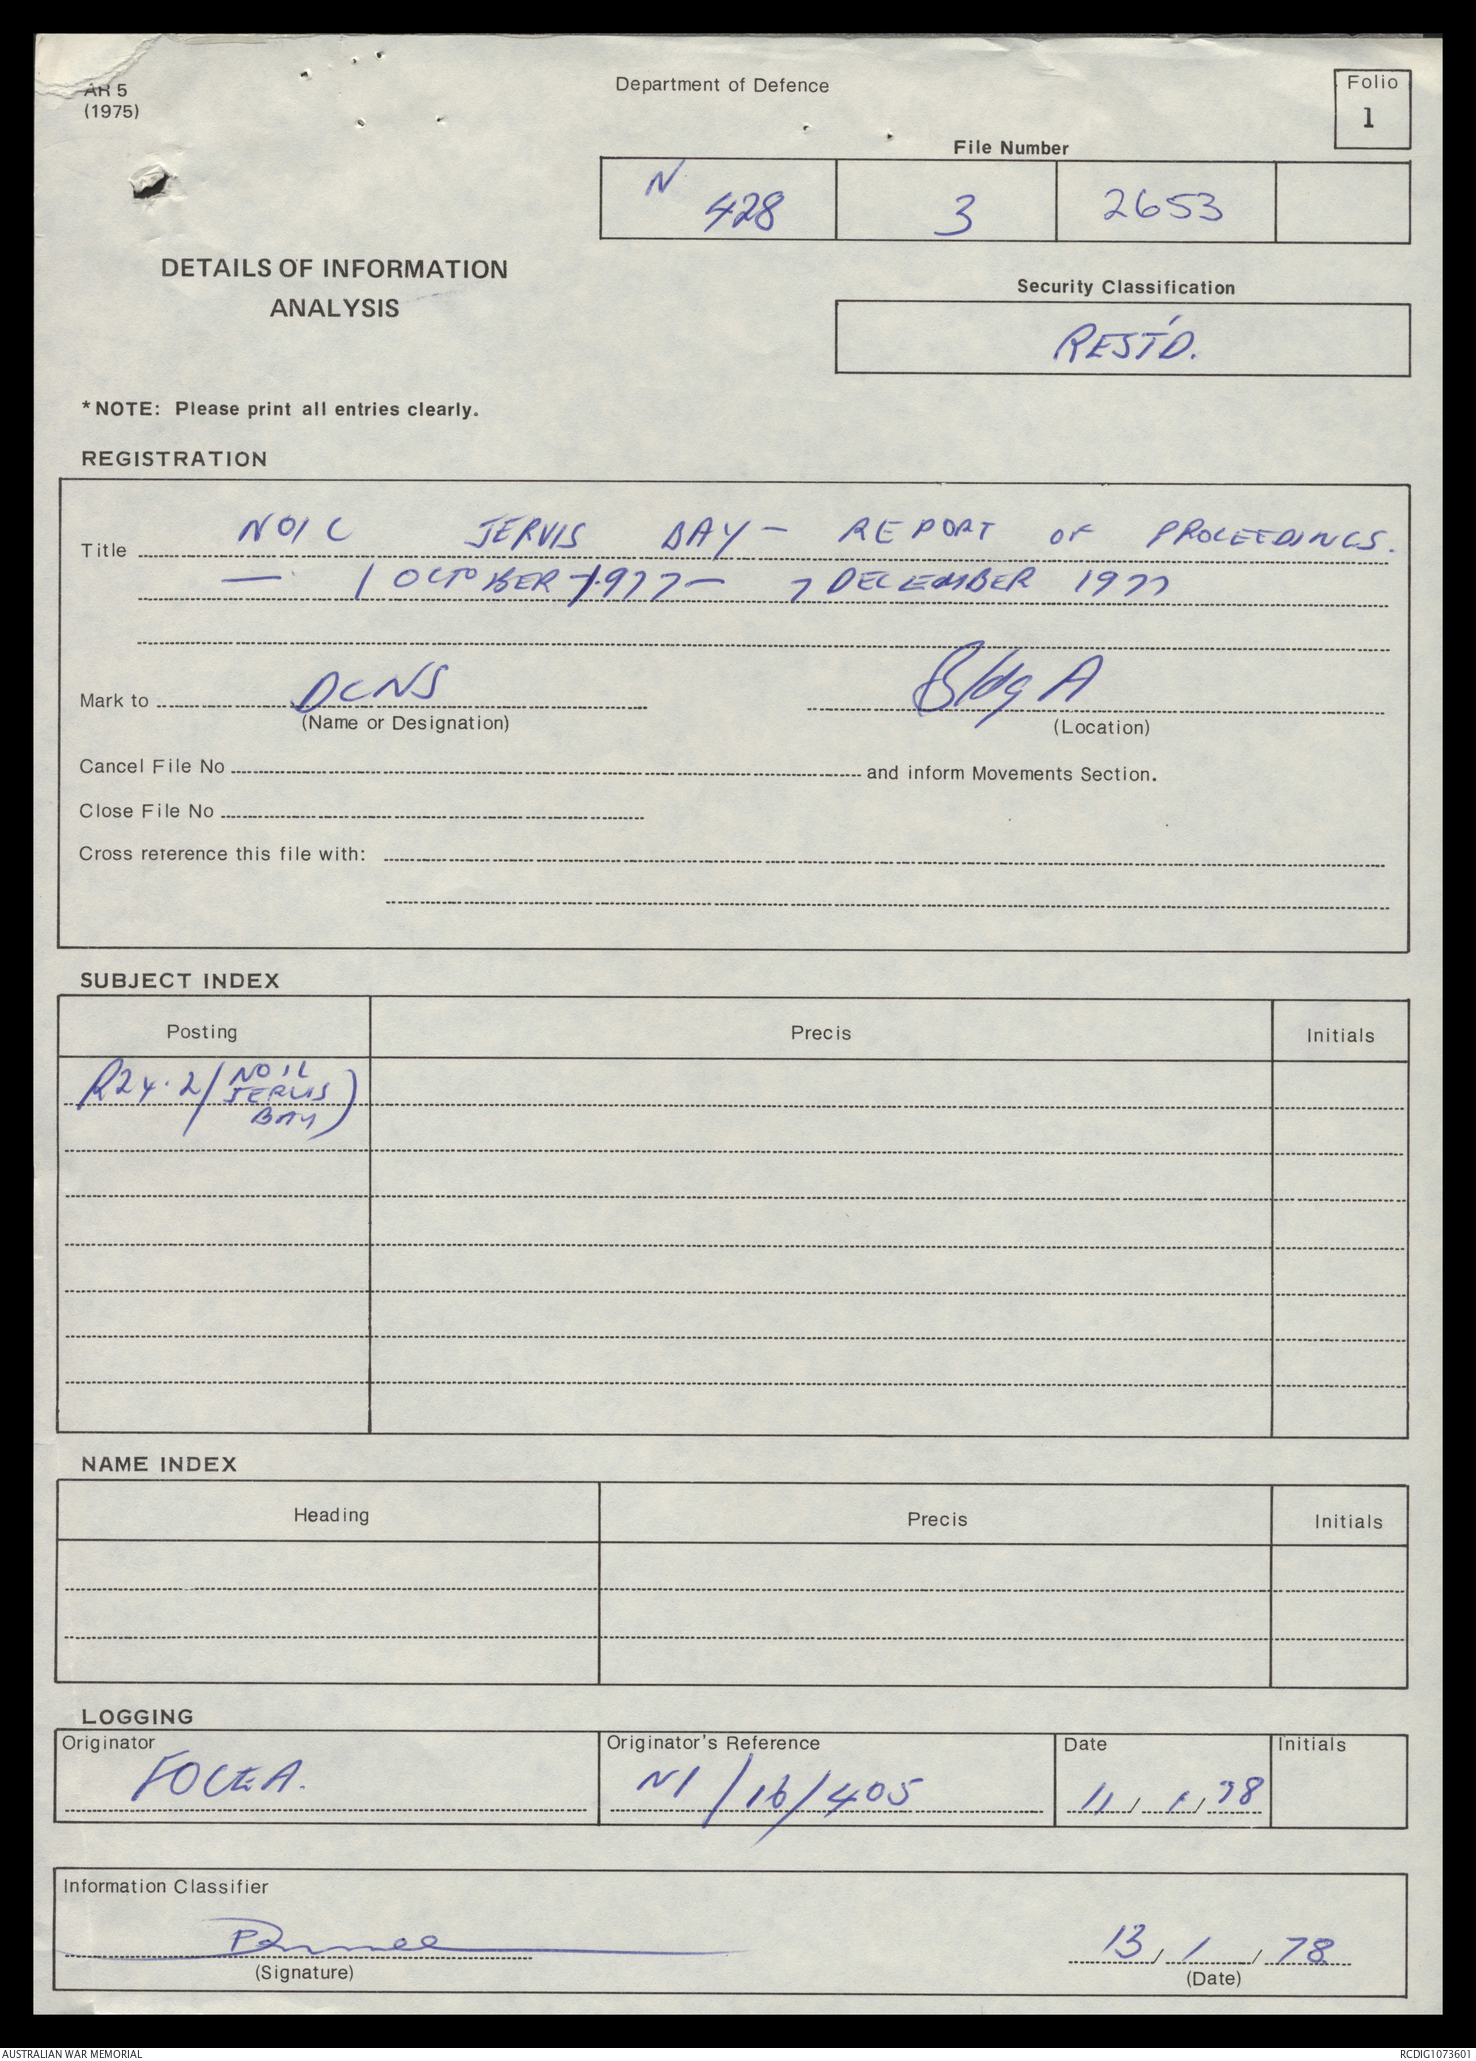 AR 5
(1975)
Department of Defence
Folio
1
File Number
N 428 3 2653
DETAILS OF INFORMATION
ANALYSIS
Security Classification
REST'D.
*NOTE: Please print all entries clearly.
REGISTRATION
Title NOIC JERVIS BAY - REPORT OF PROCEEDINGS.
— 1 OCTOBER 1977 - 7 DECEMBER 1977
Mark to DCNS Bldg A
(Name or Designation) (Location)
Cancel File No and inform Movements Section.
Close File No
Cross reference this file with:
SUBJECT INDEX
Posting Precis Initials
R24.2 (NOIC
JERVIS
BAY)
NAME INDEX
Heading Precis Initials
LOGGING
Originator Originator's Reference Date Initials
FOCEA. N1/16/405 11, 1, 78
Information Classifier
13, 1, 78
(Signature) (Date)
AUSTRALIAN WAR MEMORIAL RCDIG1073601